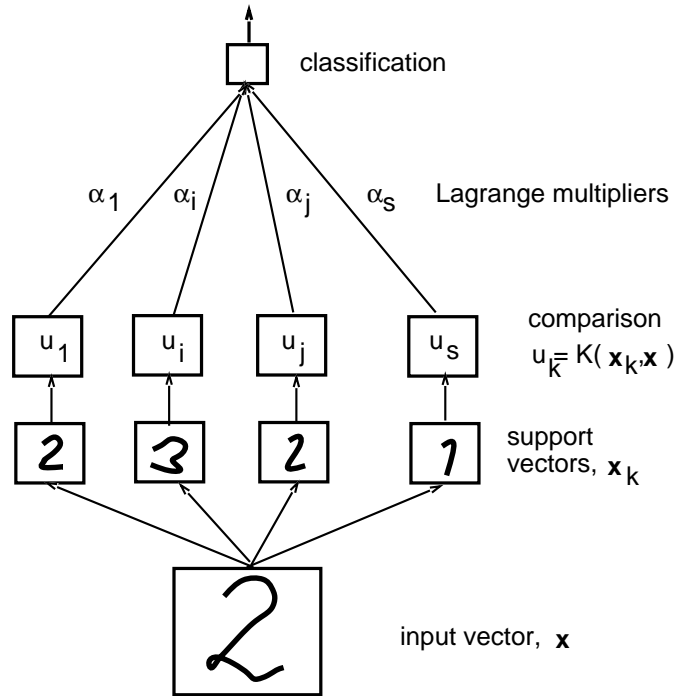 classification
α1 αi αj αs Lagrange multipliers
comparison
u1 ui uj us uk= K( xk,x )
2 3 2 1 support
vectors, xk
2 input vector, x